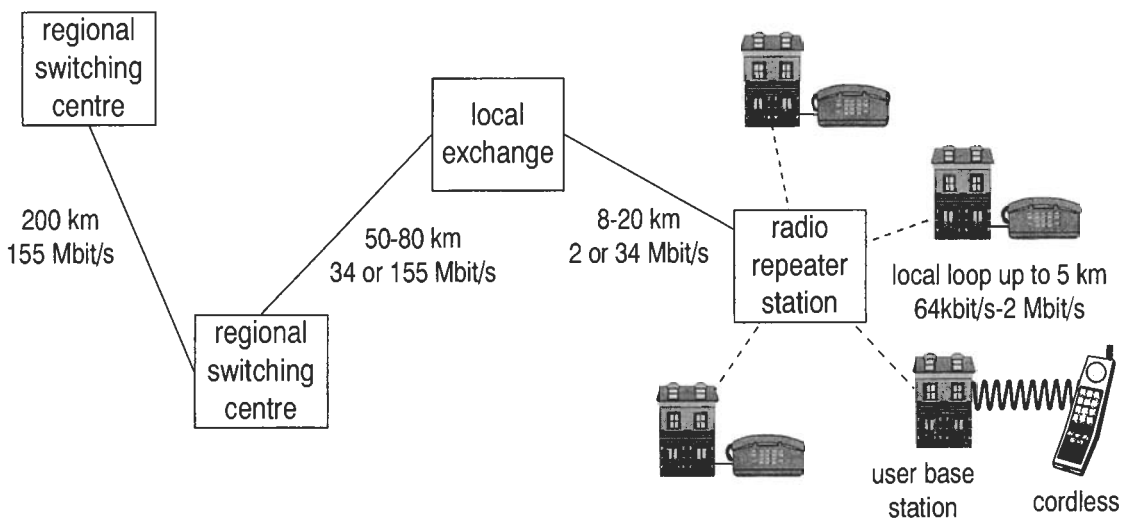 regional
switching
centre
200 km
155 Mbit/s
regional
switching
centre
50-80 km
34 or 155 Mbit/s
local
exchange
8-20 km
2 or 34 Mbit/s
radio
repeater
station
local loop up to 5 km
64kbit/s-2 Mbit/s
user base
station
cordless